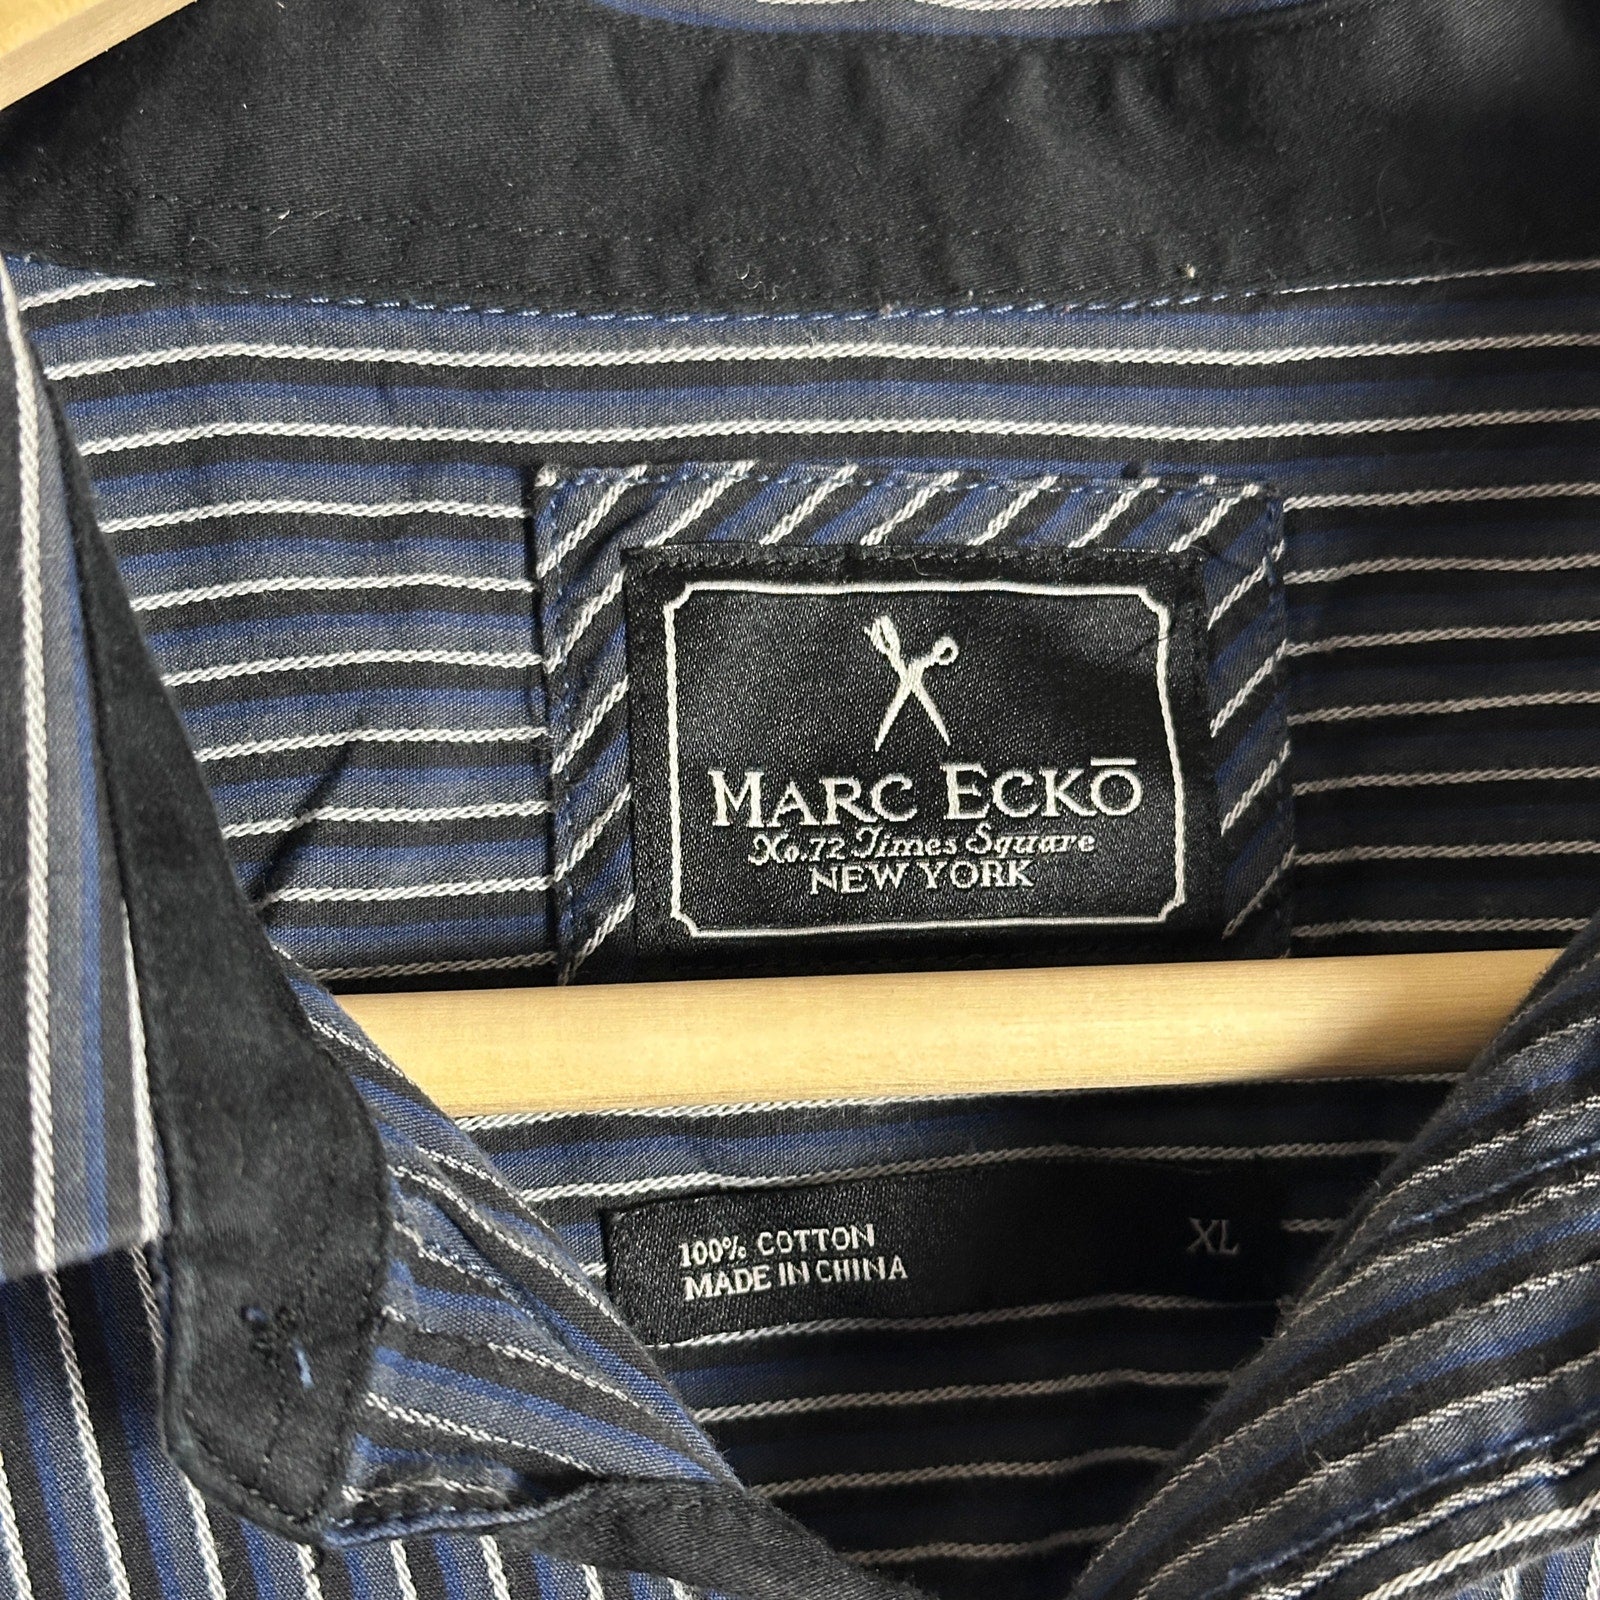 MARC ECKŌ
No.72 Times Square
NEW YORK
100% COTTON
MADE IN CHINA
XL